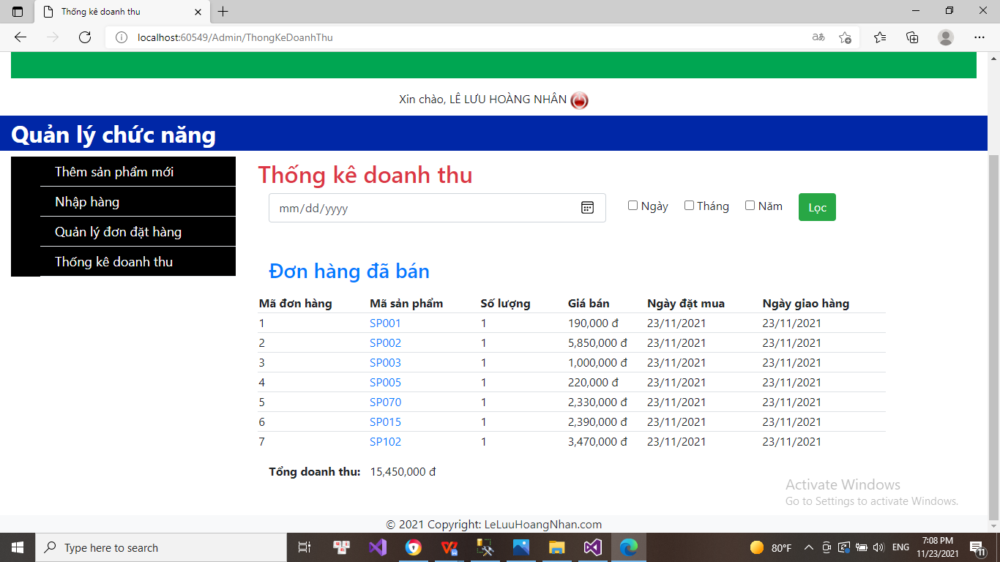 Thống kê doanh thu
localhost:60549/Admin/ThongKeDoanhThu
Xin chào, LÊ LƯU HOÀNG NHÂN
Quản lý chức năng
Thêm sản phẩm mới
Nhập hàng
Quản lý đơn đặt hàng
Thống kê doanh thu
Thống kê doanh thu
mm/dd/yyyy Ngày Tháng Năm Lọc
Đơn hàng đã bán
Mã đơn hàng Mã sản phẩm Số lượng Giá bán Ngày đặt mua Ngày giao hàng
1 SP001 1 190,000 đ 23/11/2021 23/11/2021
2 SP002 1 5,850,000 đ 23/11/2021 23/11/2021
3 SP003 1 1,000,000 đ 23/11/2021 23/11/2021
4 SP005 1 220,000 đ 23/11/2021 23/11/2021
5 SP070 1 2,330,000 đ 23/11/2021 23/11/2021
6 SP015 1 2,390,000 đ 23/11/2021 23/11/2021
7 SP102 1 3,470,000 đ 23/11/2021 23/11/2021
Tổng doanh thu: 15,450,000 đ
Activate Windows
Go to Settings to activate Windows.
© 2021 Copyright: LeLuuHoangNhan.com
Type here to search
80°F
ENG
7:08 PM
11/23/2021
11